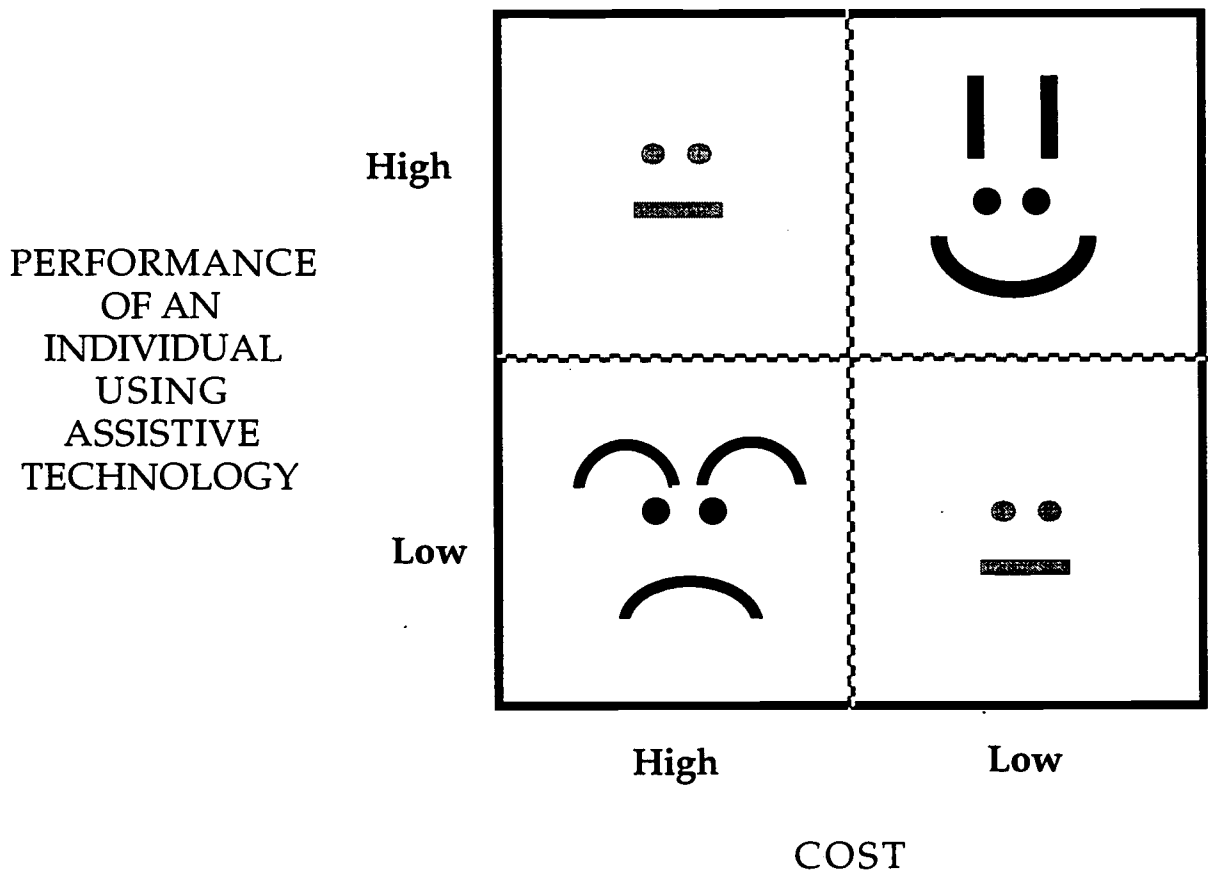 High
PERFORMANCE
OF AN
INDIVIDUAL
USING
ASSISTIVE
TECHNOLOGY
Low
High Low
COST